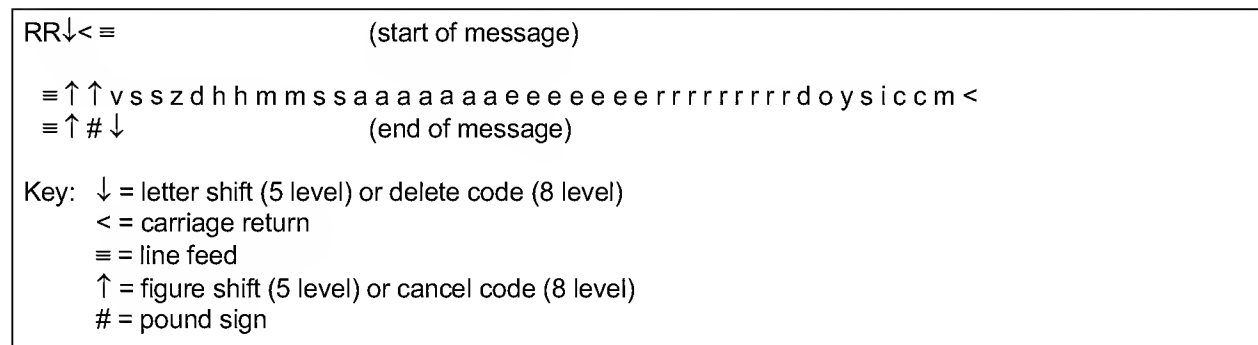 RR↓< ≡ (start of message)
≡ ↑ ↑ v s s z d h h m m s s a a a a a a a e e e e e e e r r r r r r r r r d o y s i c c m <
≡ ↑ # ↓ (end of message)
Key: ↓ = letter shift (5 level) or delete code (8 level)
< = carriage return
≡ = line feed
↑ = figure shift (5 level) or cancel code (8 level)
# = pound sign